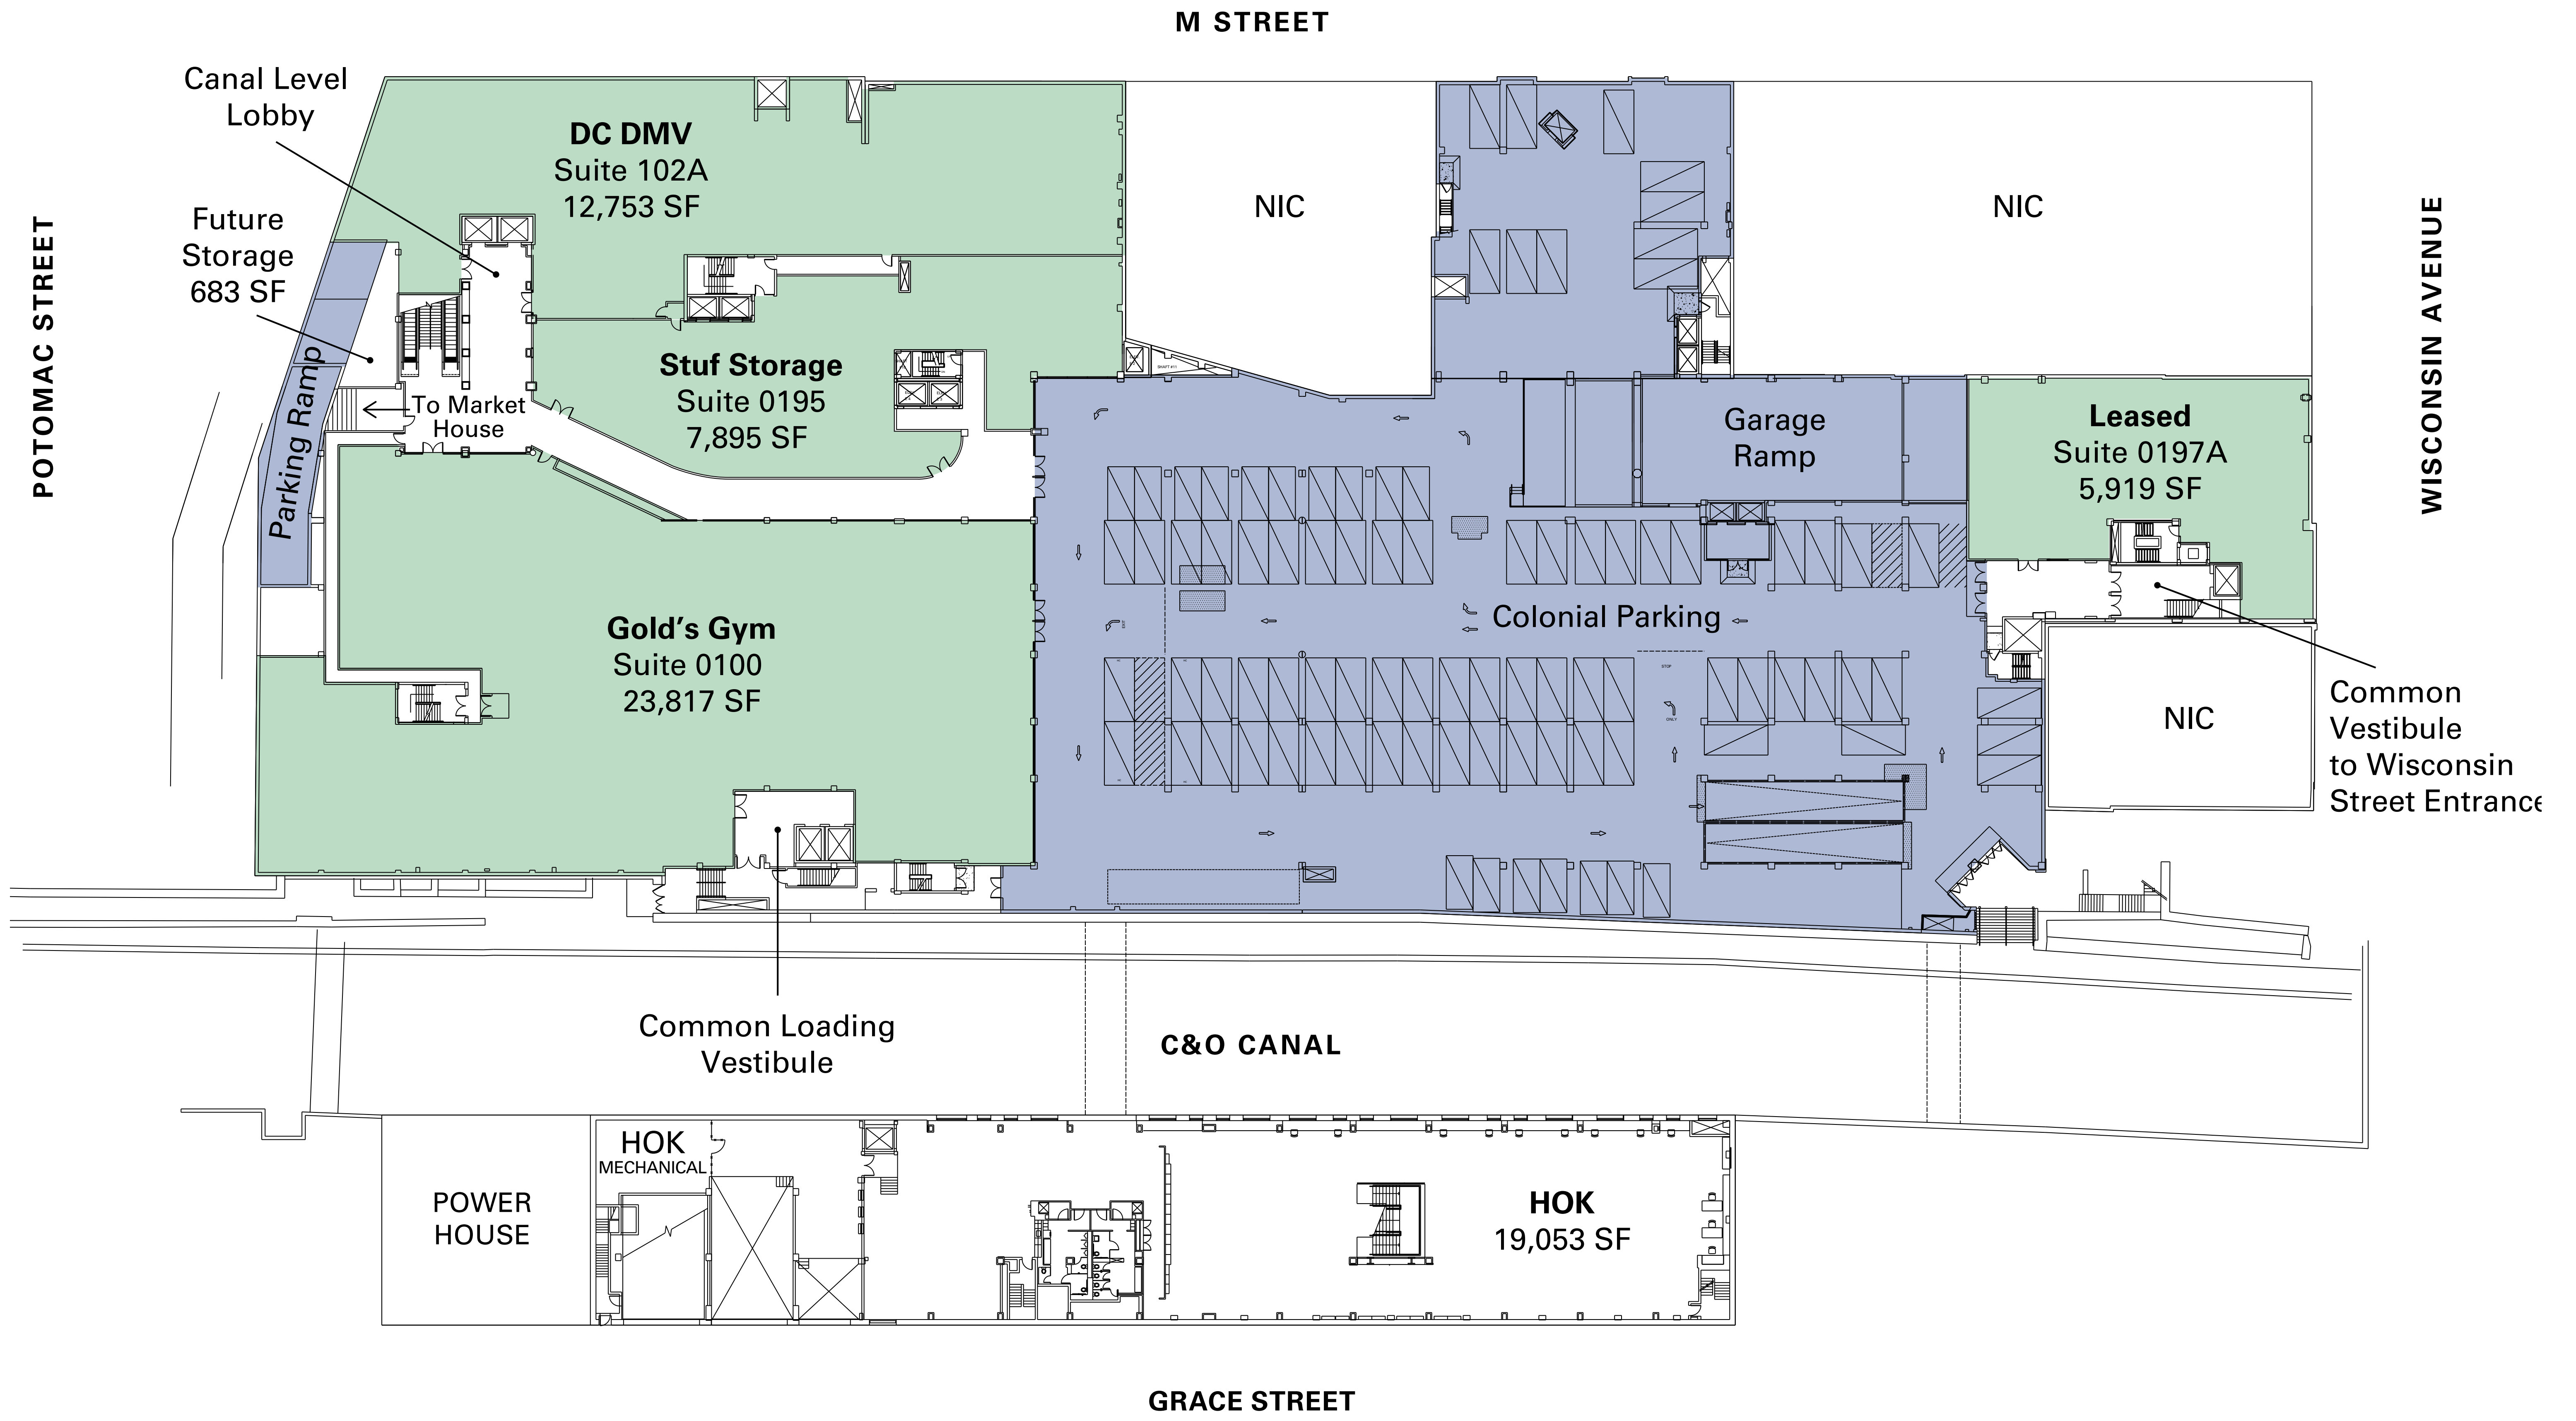 M STREET
Canal Level
Lobby
DC DMV
Suite 102A
12,753 SF
NIC
NIC
POTOMAC STREET
WISCONSIN AVENUE
Future
Storage
683 SF
Parking Ramp
To Market
House
Stuf Storage
Suite 0195
7,895 SF
Garage
Ramp
Leased
Suite 0197A
5,919 SF
Gold's Gym
Suite 0100
23,817 SF
Colonial Parking
STOP
ONLY
NIC
Common
Vestibule
to Wisconsin
Street Entrance
Common Loading
Vestibule
C&O CANAL
HOK
MECHANICAL
POWER
HOUSE
HOK
19,053 SF
GRACE STREET